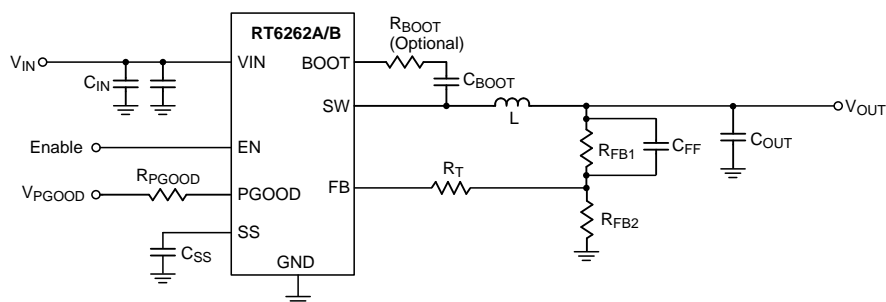 RT6262A/B
VIN
CIN
VIN
BOOT
RBOOT
(Optional)
CBOOT
SW
L
VOUT
Enable
EN
RFB1
CFF
COUT
VPGOOD
RPGOOD
PGOOD
FB
RT
RFB2
SS
CSS
GND